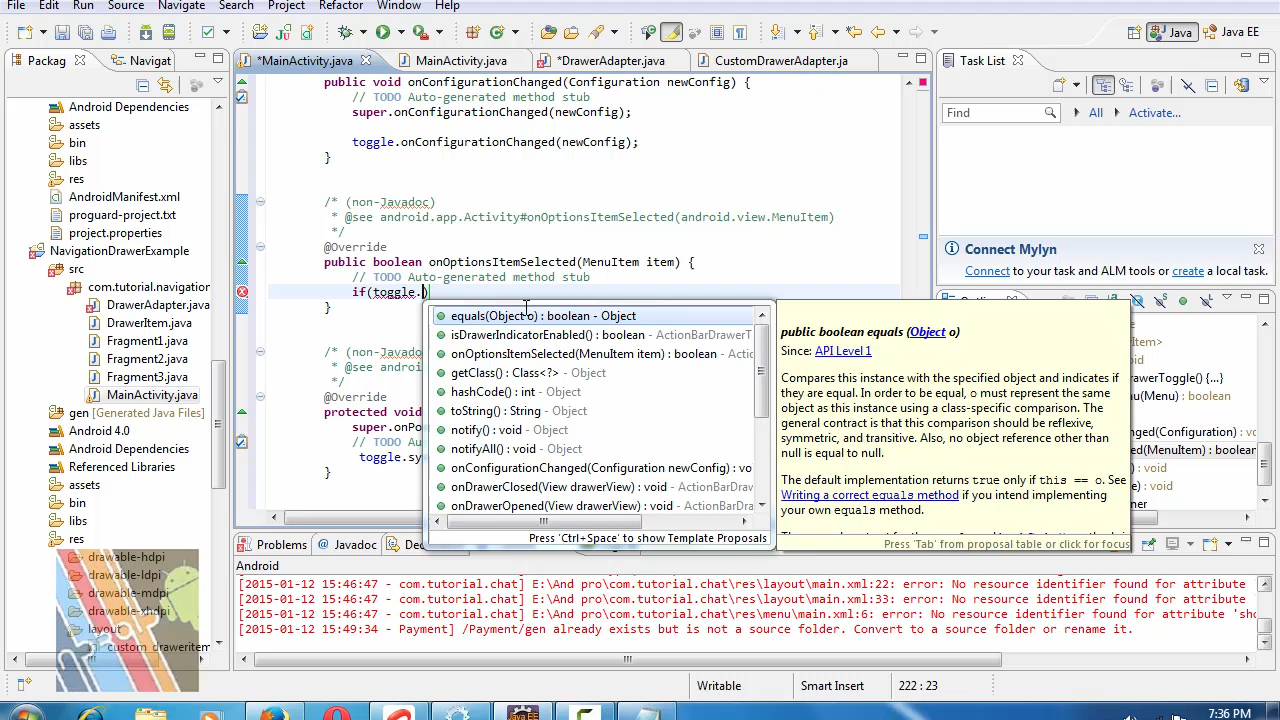 File Edit Source Navigate Search Project Refactor Window Help
Java
Java EE
Packag
Navigat
*MainActivity.java
MainActivity.java
*DrawerAdapter.java
CustomDrawerAdapter.ja
Task List
Android Dependencies
assets
bin
libs
res
AndroidManifest.xml
proguard-project.txt
project.properties
NavigationDrawerExample
src
com.tutorial.navigation
DrawerAdapter.java
DrawerItem.java
Fragment1.java
Fragment2.java
Fragment3.java
MainActivity.java
gen [Generated Java Files]
Android 4.0
Android Dependencies
Referenced Libraries
assets
bin
libs
res
drawable-hdpi
drawable-ldpi
drawable-mdpi
drawable-xhdpi
layout
custom_draweritem
public void onConfigurationChanged(Configuration newConfig) {
// TODO Auto-generated method stub
super.onConfigurationChanged(newConfig);
toggle.onConfigurationChanged(newConfig);
}
/* (non-Javadoc)
* @see android.app.Activity#onOptionsItemSelected(android.view.MenuItem)
*/
@Override
public boolean onOptionsItemSelected(MenuItem item) {
// TODO Auto-generated method stub
if(toggle.)
}
/* (non-Javado
* @see andro
*/
@Override
protected void
super.onPo
// TODO Au
toggle.sy
}
equals(Object o) : boolean - Object
isDrawerIndicatorEnabled() : boolean - ActionBarDrawerT
onOptionsItemSelected(MenuItem item) : boolean - Actio
getClass() : Class<?> - Object
hashCode() : int - Object
toString() : String - Object
notify() : void - Object
notifyAll() : void - Object
onConfigurationChanged(Configuration newConfig) : vo
onDrawerClosed(View drawerView) : void - ActionBarDra
onDrawerOpened(View drawerView) : void - ActionBarDra
Press 'Ctrl+Space' to show Template Proposals
public boolean equals (Object o)
Since: API Level 1
Compares this instance with the specified object and indicates if
they are equal. In order to be equal, o must represent the same
object as this instance using a class-specific comparison. The
general contract is that this comparison should be reflexive,
symmetric, and transitive. Also, no object reference other than
null is equal to null.
The default implementation returns true only if this == o. See
Writing a correct equals method if you intend implementing
your own equals method.
Press 'Tab' from proposal table or click for focus
Find
All
Activate...
Connect Mylyn
Connect to your task and ALM tools or create a local task.
Item>
rawerToggle() {...}
nu(Menu) : boolean
anged(Configuration)
ed(MenuItem) : boolean
e) : void
) : void
ner
Problems
@ Javadoc
Android
[2015-01-12 15:46:47 - com.tutorial.chat] E:\And pro\com.tutorial.chat\res\layout\main.xml:22: error: No resource identifier found for attribute
[2015-01-12 15:46:47 - com.tutorial.chat] E:\And pro\com.tutorial.chat\res\layout\main.xml:33: error: No resource identifier found for attribute
[2015-01-12 15:46:47 - com.tutorial.chat] E:\And pro\com.tutorial.chat\res\menu\main.xml:6: error: No resource identifier found for attribute 'sho
[2015-01-12 15:49:34 - Payment] /Payment/gen already exists but is not a source folder. Convert to a source folder or rename it.
Writable
Smart Insert
222 : 23
7:36 PM